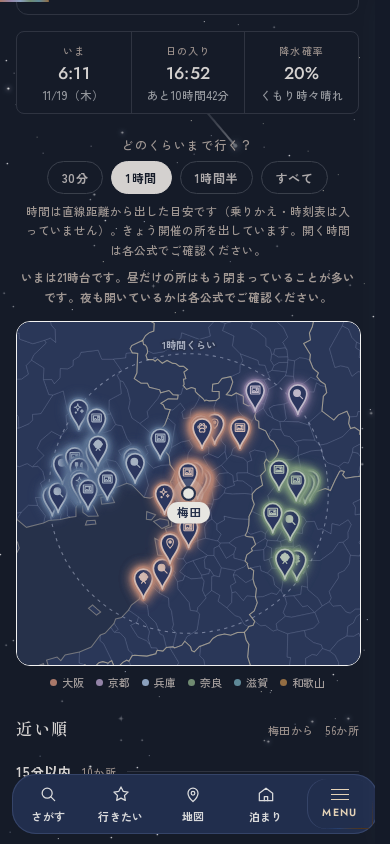 いま
6:11
11/19（木）
日の入り
16:52
あと10時間42分
降水確率
20%
くもり時々晴れ
どのくらいまで行く？
30分
1時間
1時間半
すべて
時間は直線距離から出した目安です（乗りかえ・時刻表は入
っていません）。きょう開催の所を出しています。開く時間
は各公式でご確認ください。
いまは21時台です。昼だけの所はもう閉まっていることが多い
です。夜も開いているかは各公式でご確認ください。
1時間くらい
梅田
大阪
京都
兵庫
奈良
滋賀
和歌山
近い順
梅田から 56か所
15分以内 10か所
さがす
行きたい
地図
泊まり
MENU